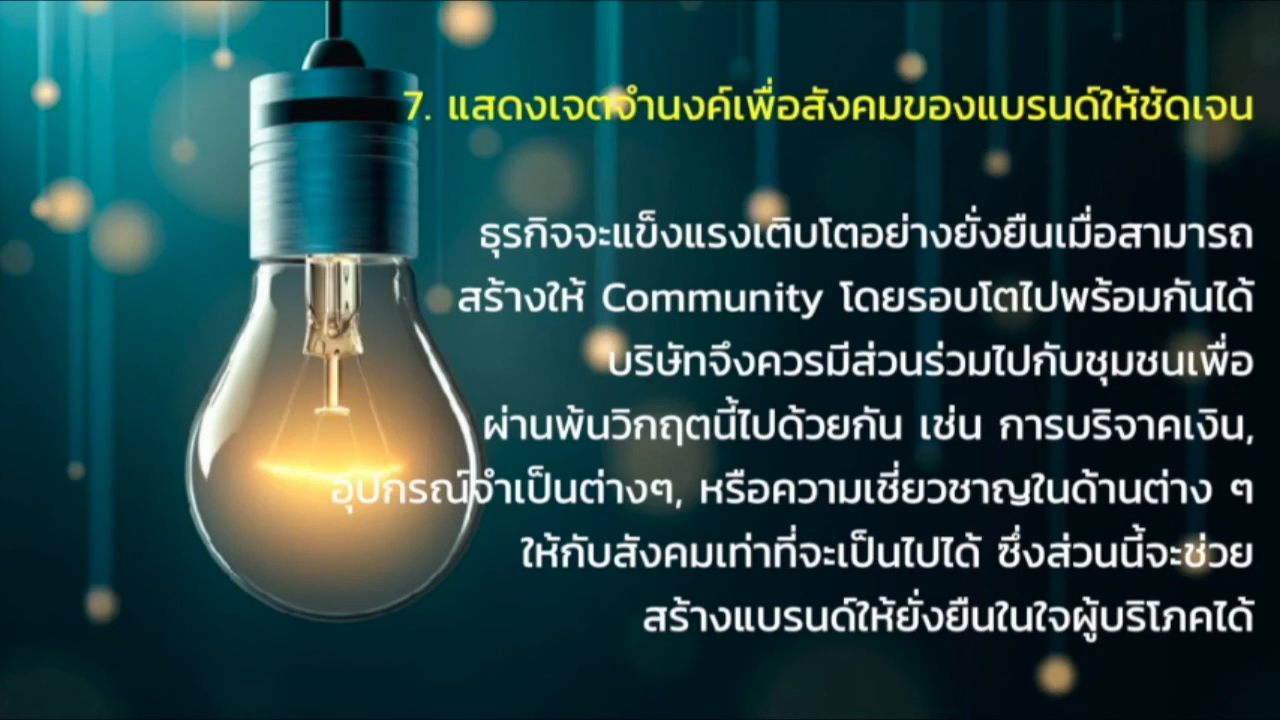 7. แสดงเจตจำนงค์เพื่อสังคมของแบรนด์ให้ชัดเจน
ธุรกิจจะแข็งแรงเติบโตอย่างยั่งยืนเมื่อสามารถ
สร้างให้ Community โดยรอบโตไปพร้อมกันได้
บริษัทจึงควรมีส่วนร่วมไปกับชุมชนเพื่อ
ผ่านพ้นวิกฤตนี้ไปด้วยกัน เช่น การบริจาคเงิน,
อุปกรณ์จำเป็นต่างๆ, หรือความเชี่ยวชาญในด้านต่าง ๆ
ให้กับสังคมเท่าที่จะเป็นไปได้ ซึ่งส่วนนี้จะช่วย
สร้างแบรนด์ให้ยั่งยืนในใจผู้บริโภคได้